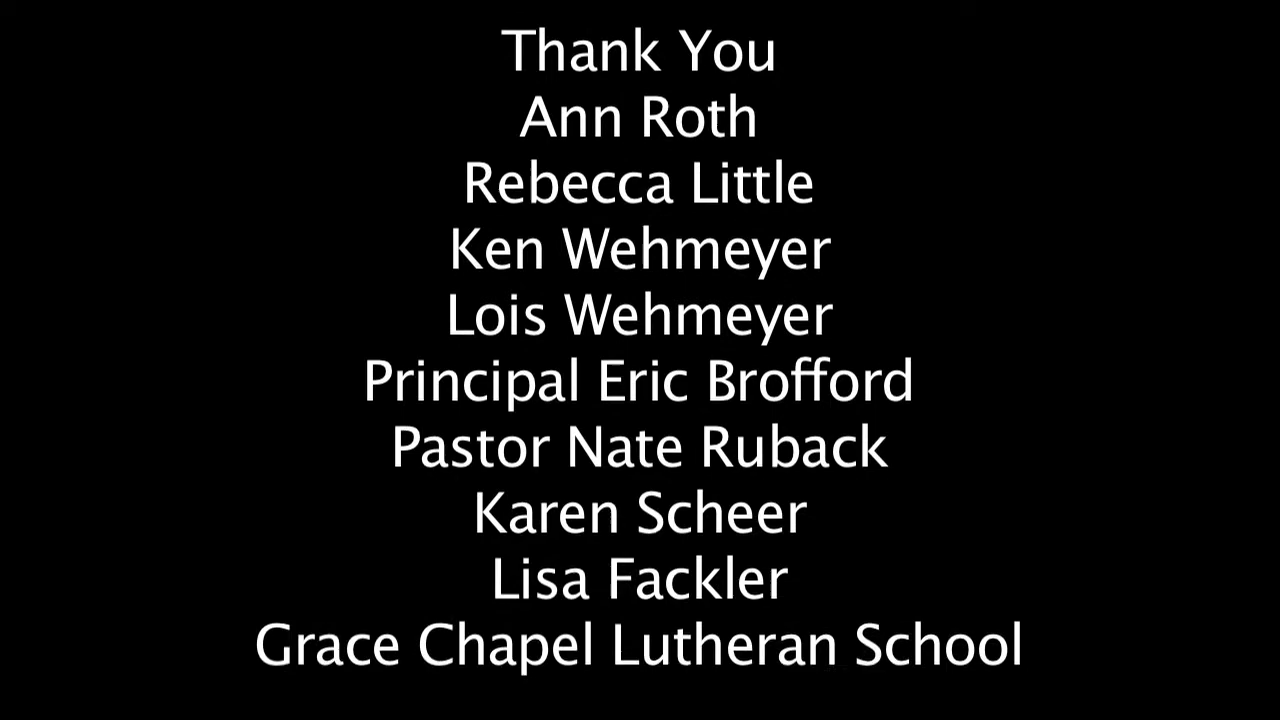 Thank You
Ann Roth
Rebecca Little
Ken Wehmeyer
Lois Wehmeyer
Principal Eric Brofford
Pastor Nate Ruback
Karen Scheer
Lisa Fackler
Grace Chapel Lutheran School